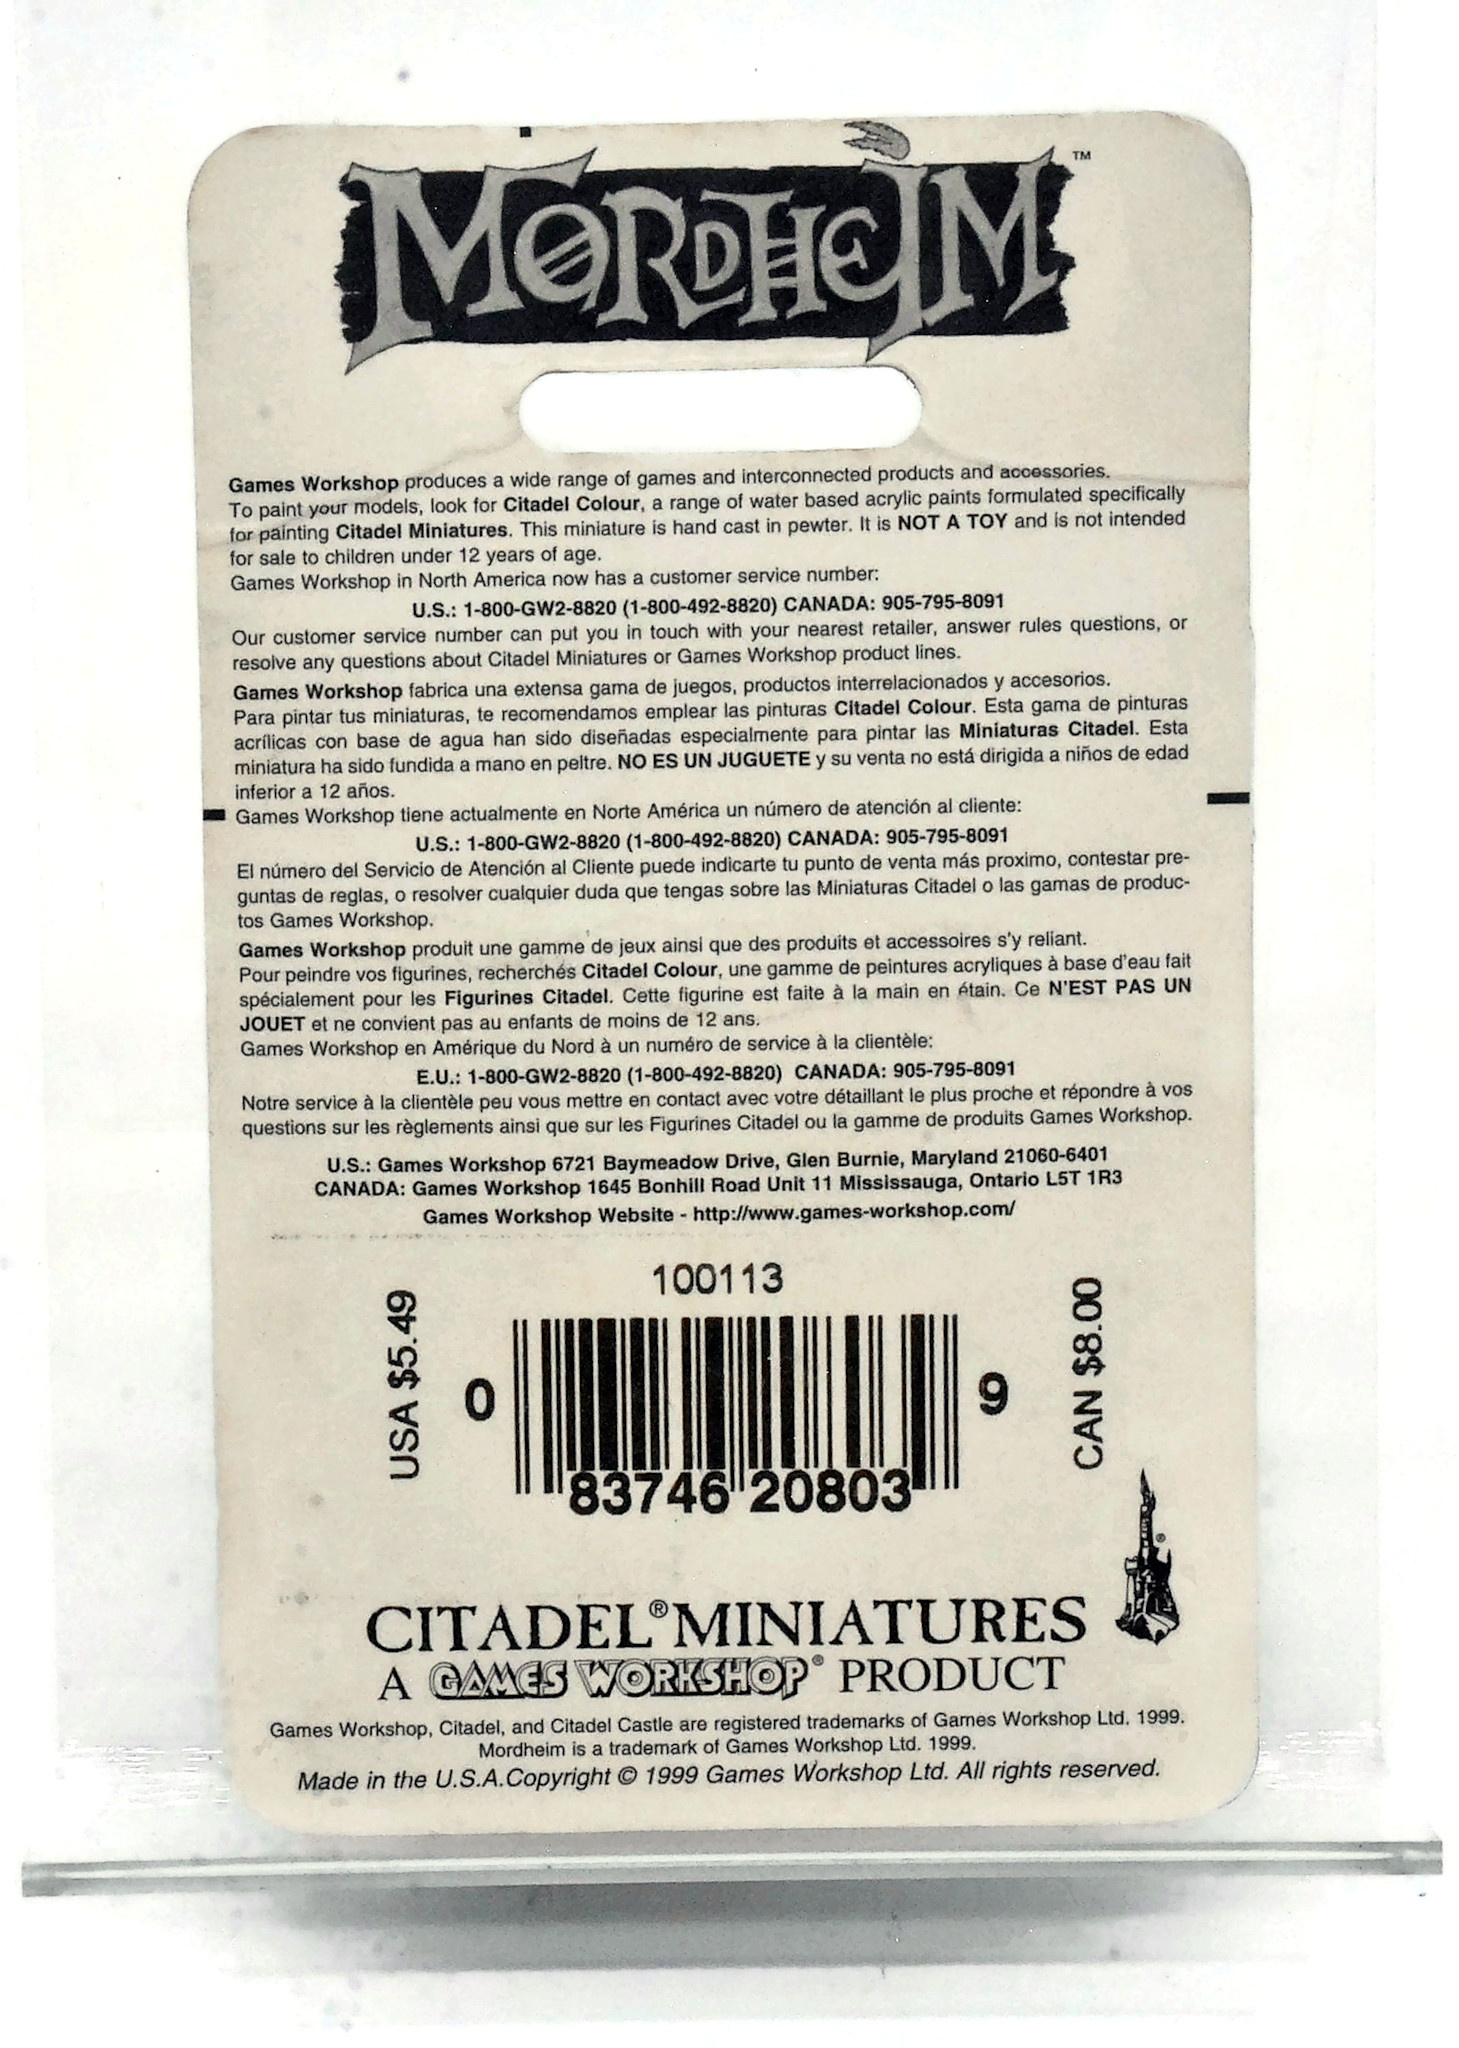 MORDHEIM™
Games Workshop produces a wide range of games and interconnected products and accessories.
To paint your models, look for Citadel Colour, a range of water based acrylic paints formulated specifically
for painting Citadel Miniatures. This miniature is hand cast in pewter. It is NOT A TOY and is not intended
for sale to children under 12 years of age.
Games Workshop in North America now has a customer service number:
U.S.: 1-800-GW2-8820 (1-800-492-8820) CANADA: 905-795-8091
Our customer service number can put you in touch with your nearest retailer, answer rules questions, or
resolve any questions about Citadel Miniatures or Games Workshop product lines.
Games Workshop fabrica una extensa gama de juegos, productos interrelacionados y accesorios.
Para pintar tus miniaturas, te recomendamos emplear las pinturas Citadel Colour. Esta gama de pinturas
acrílicas con base de agua han sido diseñadas especialmente para pintar las Miniaturas Citadel. Esta
miniatura ha sido fundida a mano en peltre. NO ES UN JUGUETE y su venta no está dirigida a niños de edad
inferior a 12 años.
Games Workshop tiene actualmente en Norte América un número de atención al cliente:
U.S.: 1-800-GW2-8820 (1-800-492-8820) CANADA: 905-795-8091
El número del Servicio de Atención al Cliente puede indicarte tu punto de venta más proximo, contestar pre-
guntas de reglas, o resolver cualquier duda que tengas sobre las Miniaturas Citadel o las gamas de produc-
tos Games Workshop.
Games Workshop produit une gamme de jeux ainsi que des produits et accessoires s'y reliant.
Pour peindre vos figurines, recherchés Citadel Colour, une gamme de peintures acryliques à base d'eau fait
spécialement pour les Figurines Citadel. Cette figurine est faite à la main en étain. Ce N'EST PAS UN
JOUET et ne convient pas au enfants de moins de 12 ans.
Games Workshop en Amérique du Nord à un numéro de service à la clientèle:
E.U.: 1-800-GW2-8820 (1-800-492-8820) CANADA: 905-795-8091
Notre service à la clientèle peu vous mettre en contact avec votre détaillant le plus proche et répondre à vos
questions sur les règlements ainsi que sur les Figurines Citadel ou la gamme de produits Games Workshop.
U.S.: Games Workshop 6721 Baymeadow Drive, Glen Burnie, Maryland 21060-6401
CANADA: Games Workshop 1645 Bonhill Road Unit 11 Mississauga, Ontario L5T 1R3
Games Workshop Website - http://www.games-workshop.com/
100113
USA $5.49
0 83746 20803 9
CAN $8.00
CITADEL® MINIATURES
A GAMES WORKSHOP® PRODUCT
Games Workshop, Citadel, and Citadel Castle are registered trademarks of Games Workshop Ltd. 1999.
Mordheim is a trademark of Games Workshop Ltd. 1999.
Made in the U.S.A.Copyright © 1999 Games Workshop Ltd. All rights reserved.